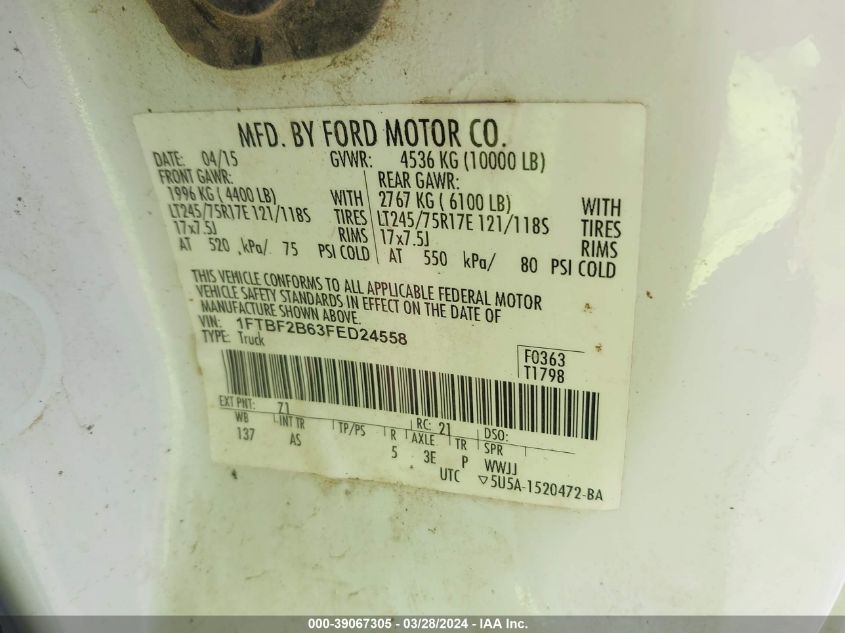 MFD. BY FORD MOTOR CO.
DATE: 04/15 GVWR: 4536 KG (10000 LB)
FRONT GAWR: REAR GAWR:
1996 KG ( 4400 LB) WITH 2767 KG ( 6100 LB) WITH
LT245/75R17E 121/118S TIRES LT245/75R17E 121/118S TIRES
17x7.5J RIMS 17x7.5J RIMS
AT 520 kPa/ 75 PSI COLD AT 550 kPa/ 80 PSI COLD
THIS VEHICLE CONFORMS TO ALL APPLICABLE FEDERAL MOTOR
VEHICLE SAFETY STANDARDS IN EFFECT ON THE DATE OF
MANUFACTURE SHOWN ABOVE.
VIN: 1FTBF2B63FED24558
TYPE: Truck
F0363
T1798
EXT PNT: 71 RC: 21 DSO:
WB INT TR TP/PS R AXLE TR SPR
137 AS 5 3E P WWJJ
UTC ▽5U5A-1520472-BA
000-39067305 / 03/28/2024 / IAA Inc.